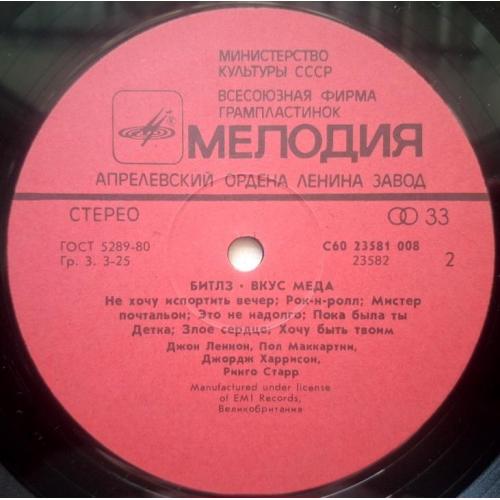 МИНИСТЕРСТВО
КУЛЬТУРЫ СССР
ВСЕСОЮЗНАЯ ФИРМА
ГРАМПЛАСТИНОК
МЕЛОДИЯ
АПРЕЛЕВСКИЙ ОРДЕНА ЛЕНИНА ЗАВОД
СТЕРЕО 33
ГОСТ 5289-80 С60 23581 008
Гр. 3. 3-25 23582 2
БИТЛЗ · ВКУС МЕДА
Не хочу испортить вечер; Рок-н-ролл; Мистер
почтальон; Это не надолго; Пока была ты
Детка; Злое сердце; Хочу быть твоим
Джон Леннон, Пол Маккартни,
Джордж Харрисон,
Ринго Старр
Manufactured under license
of EMI Records,
Великобритания